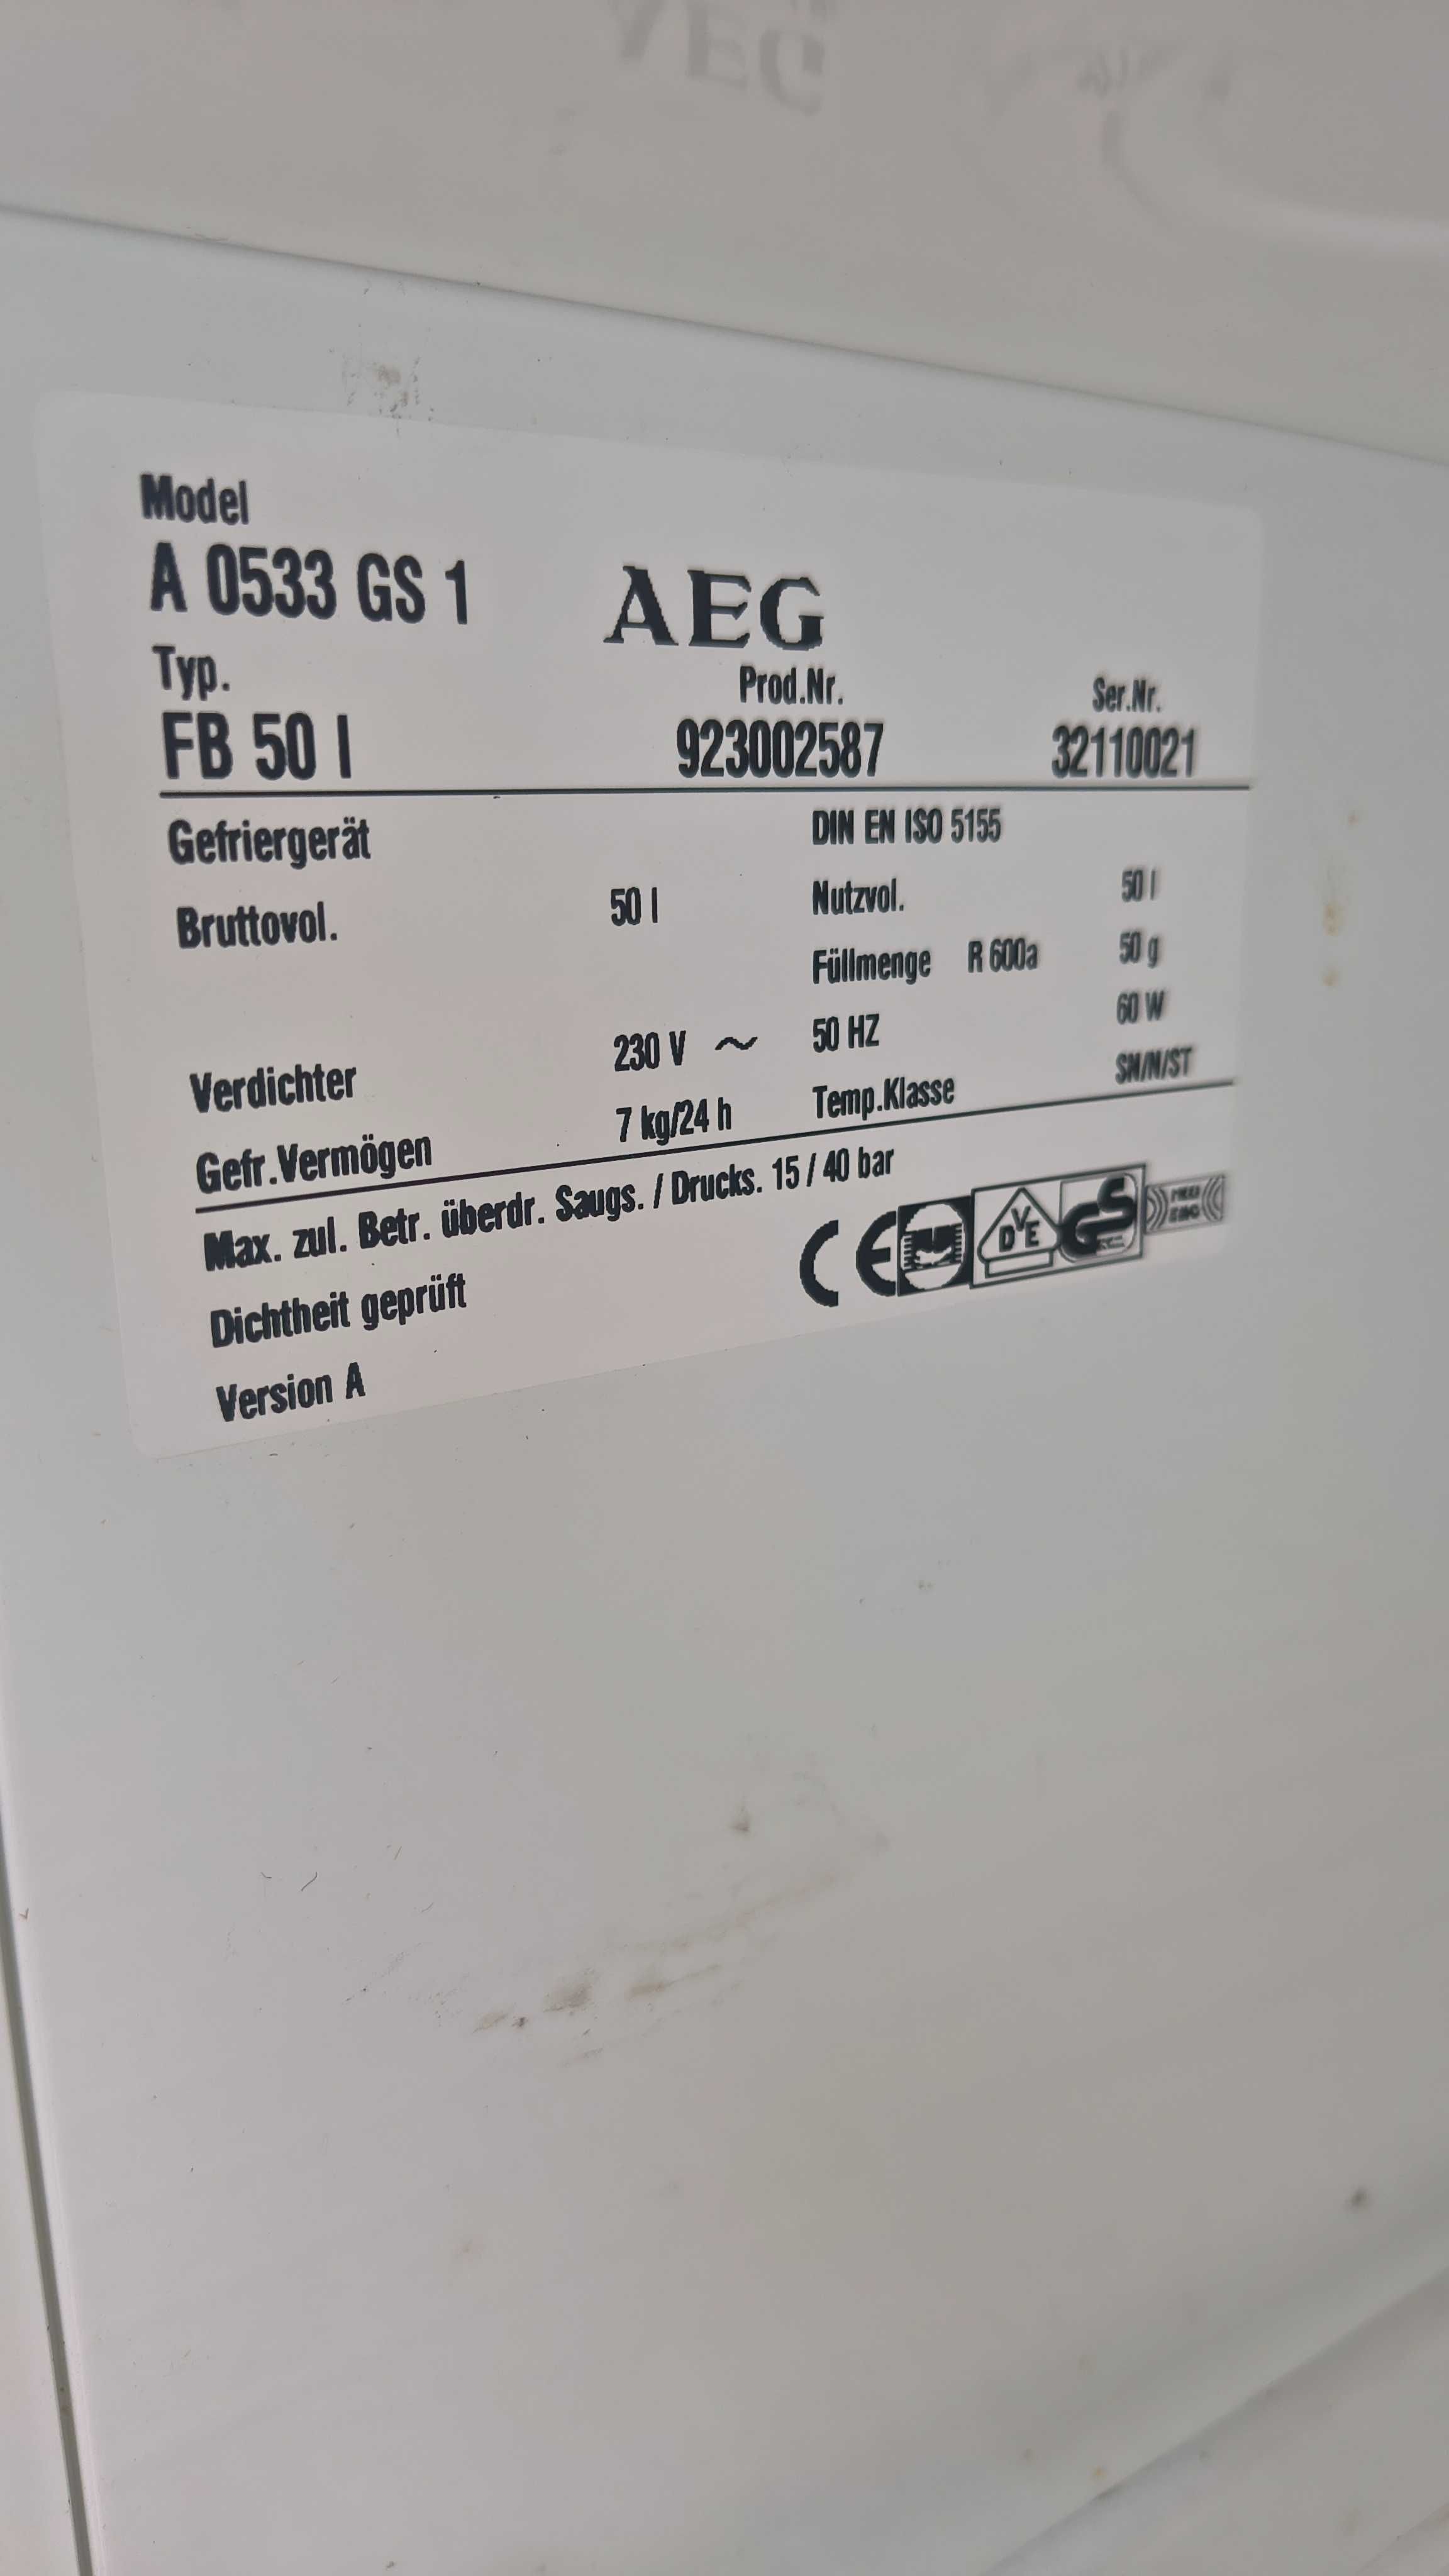 Model
A 0533 GS 1
AEG
Typ.
Prod.Nr.
Ser.Nr.
FB 50 l
923002587
32110021
Gefriergerät
DIN EN ISO 5155
Bruttovol.
50 l
Nutzvol.
50 l
Füllmenge R 600a
50 g
Verdichter
230 V ~
50 HZ
60 W
Gefr.Vermögen
7 kg/24 h
Temp.Klasse
SN/N/ST
Max. zul. Betr. überdr. Saugs. / Drucks. 15 / 40 bar
Dichtheit geprüft
CE
DVE
GS
Version A